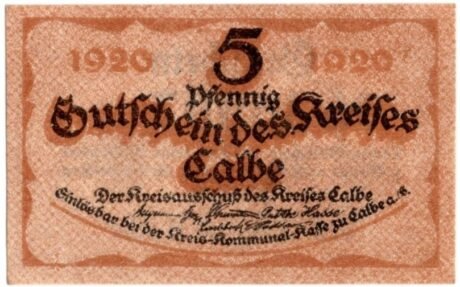 1920 5 1920
Pfennig
Gutschein des Kreises
Calbe
Der Kreisausschuß des Kreises Calbe
Einlösbar bei der Kreis-Kommunal-Kasse zu Calbe a/S.